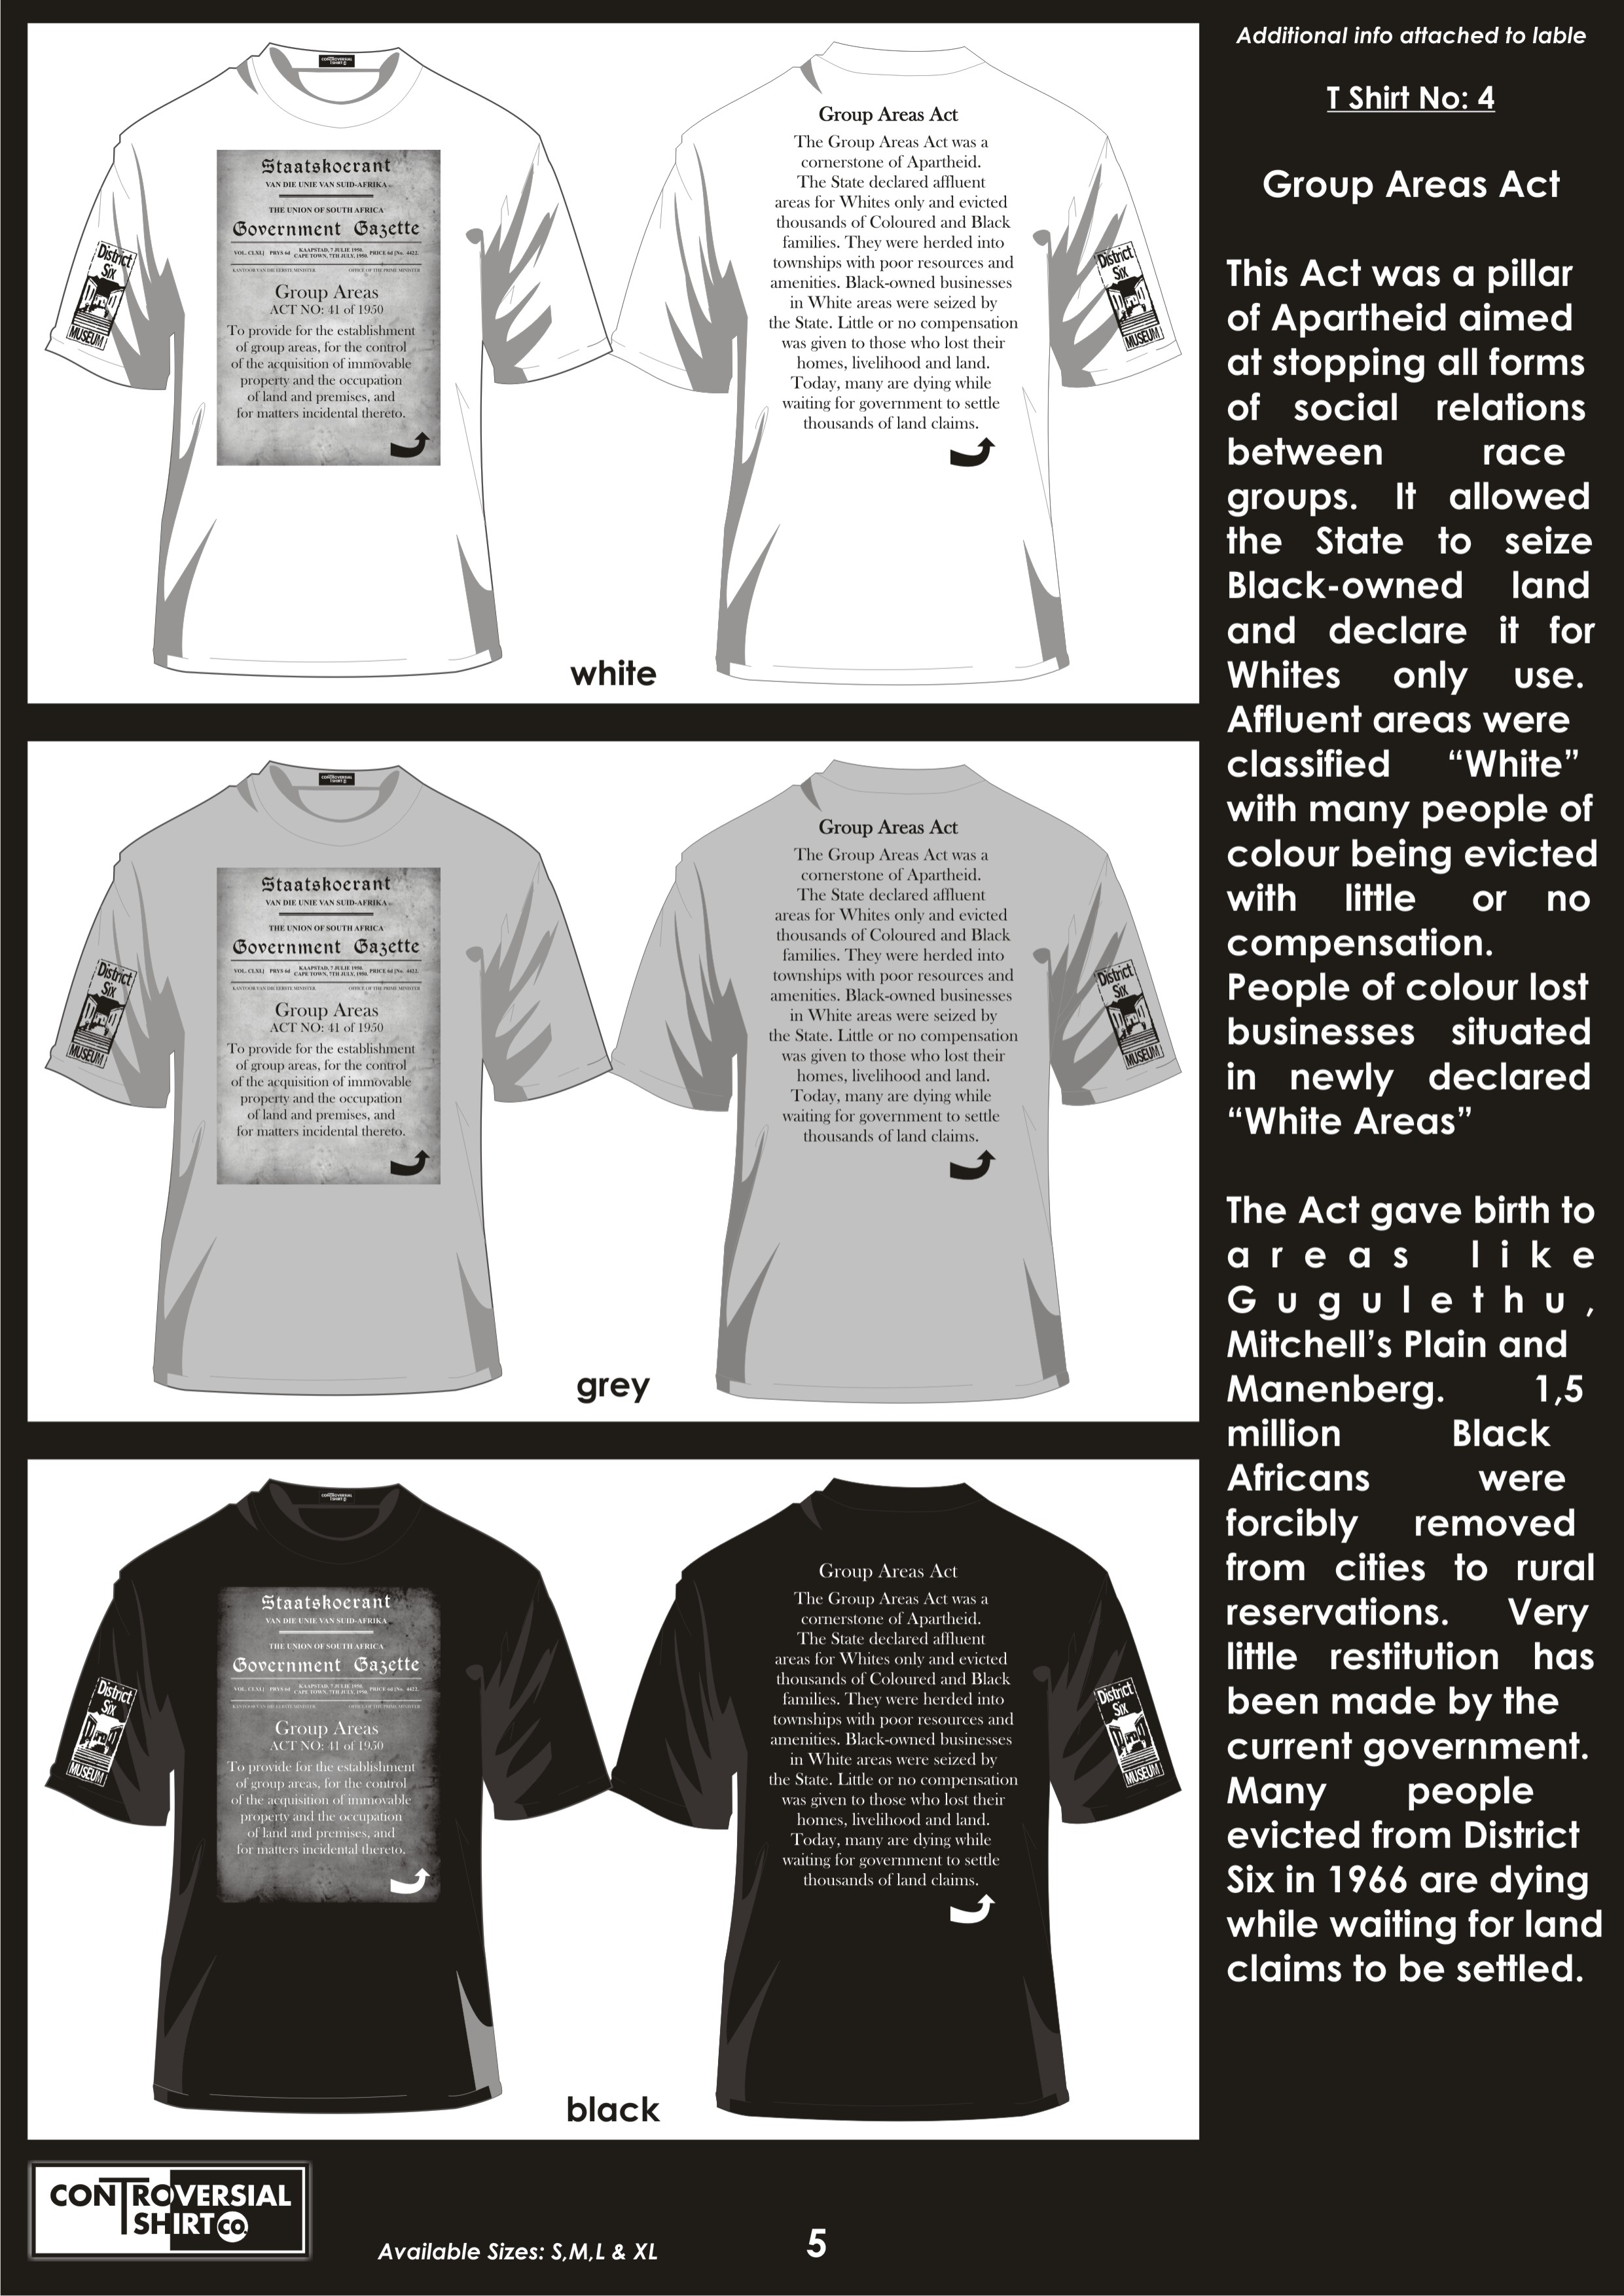 CONTROVERSIAL
TSHIRT CO.
Staatskoerant
VAN DIE UNIE VAN SUID-AFRIKA
THE UNION OF SOUTH AFRICA
Government Gazette
VOL. CLXI.] PRYS 6d KAAPSTAD, 7 JULIE 1950. CAPE TOWN, 7TH JULY, 1950. PRICE 6d [No. 4422.
KANTOOR VAN DIE EERSTE MINISTER OFFICE OF THE PRIME MINISTER
Group Areas
ACT NO: 41 of 1950
To provide for the establishment
of group areas, for the control
of the acquisition of immovable
property and the occupation
of land and premises, and
for matters incidental thereto.
District
Six
MUSEUM
Group Areas Act
The Group Areas Act was a
cornerstone of Apartheid.
The State declared affluent
areas for Whites only and evicted
thousands of Coloured and Black
families. They were herded into
townships with poor resources and
amenities. Black-owned businesses
in White areas were seized by
the State. Little or no compensation
was given to those who lost their
homes, livelihood and land.
Today, many are dying while
waiting for government to settle
thousands of land claims.
District
Six
MUSEUM
white
CONTROVERSIAL
TSHIRT CO.
Staatskoerant
VAN DIE UNIE VAN SUID-AFRIKA
THE UNION OF SOUTH AFRICA
Government Gazette
VOL. CLXI.] PRYS 6d KAAPSTAD, 7 JULIE 1950. CAPE TOWN, 7TH JULY, 1950. PRICE 6d [No. 4422.
KANTOOR VAN DIE EERSTE MINISTER OFFICE OF THE PRIME MINISTER
Group Areas
ACT NO: 41 of 1950
To provide for the establishment
of group areas, for the control
of the acquisition of immovable
property and the occupation
of land and premises, and
for matters incidental thereto.
District
Six
MUSEUM
Group Areas Act
The Group Areas Act was a
cornerstone of Apartheid.
The State declared affluent
areas for Whites only and evicted
thousands of Coloured and Black
families. They were herded into
townships with poor resources and
amenities. Black-owned businesses
in White areas were seized by
the State. Little or no compensation
was given to those who lost their
homes, livelihood and land.
Today, many are dying while
waiting for government to settle
thousands of land claims.
District
Six
MUSEUM
grey
CONTROVERSIAL
TSHIRT CO.
Staatskoerant
VAN DIE UNIE VAN SUID-AFRIKA
THE UNION OF SOUTH AFRICA
Government Gazette
VOL. CLXI.] PRYS 6d KAAPSTAD, 7 JULIE 1950. CAPE TOWN, 7TH JULY, 1950. PRICE 6d [No. 4422.
KANTOOR VAN DIE EERSTE MINISTER OFFICE OF THE PRIME MINISTER
Group Areas
ACT NO: 41 of 1950
To provide for the establishment
of group areas, for the control
of the acquisition of immovable
property and the occupation
of land and premises, and
for matters incidental thereto.
District
Six
MUSEUM
Group Areas Act
The Group Areas Act was a
cornerstone of Apartheid.
The State declared affluent
areas for Whites only and evicted
thousands of Coloured and Black
families. They were herded into
townships with poor resources and
amenities. Black-owned businesses
in White areas were seized by
the State. Little or no compensation
was given to those who lost their
homes, livelihood and land.
Today, many are dying while
waiting for government to settle
thousands of land claims.
District
Six
MUSEUM
black
Additional info attached to lable
T Shirt No: 4
Group Areas Act
This Act was a pillar
of Apartheid aimed
at stopping all forms
of social relations
between race
groups. It allowed
the State to seize
Black-owned land
and declare it for
Whites only use.
Affluent areas were
classified “White”
with many people of
colour being evicted
with little or no
compensation.
People of colour lost
businesses situated
in newly declared
“White Areas”
The Act gave birth to
areas like
Gugulethu,
Mitchell’s Plain and
Manenberg. 1,5
million Black
Africans were
forcibly removed
from cities to rural
reservations. Very
little restitution has
been made by the
current government.
Many people
evicted from District
Six in 1966 are dying
while waiting for land
claims to be settled.
CONTROVERSIAL
TSHIRT CO.
Available Sizes: S,M,L & XL
5